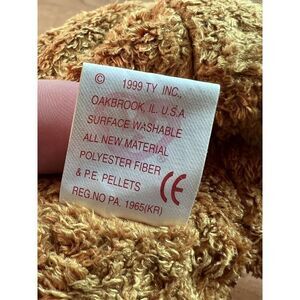 © 1999 TY INC.,
OAKBROOK, IL. U.S.A.
SURFACE WASHABLE
ALL NEW MATERIAL
POLYESTER FIBER
& P.E. PELLETS CE
REG.NO PA. 1965(KR)